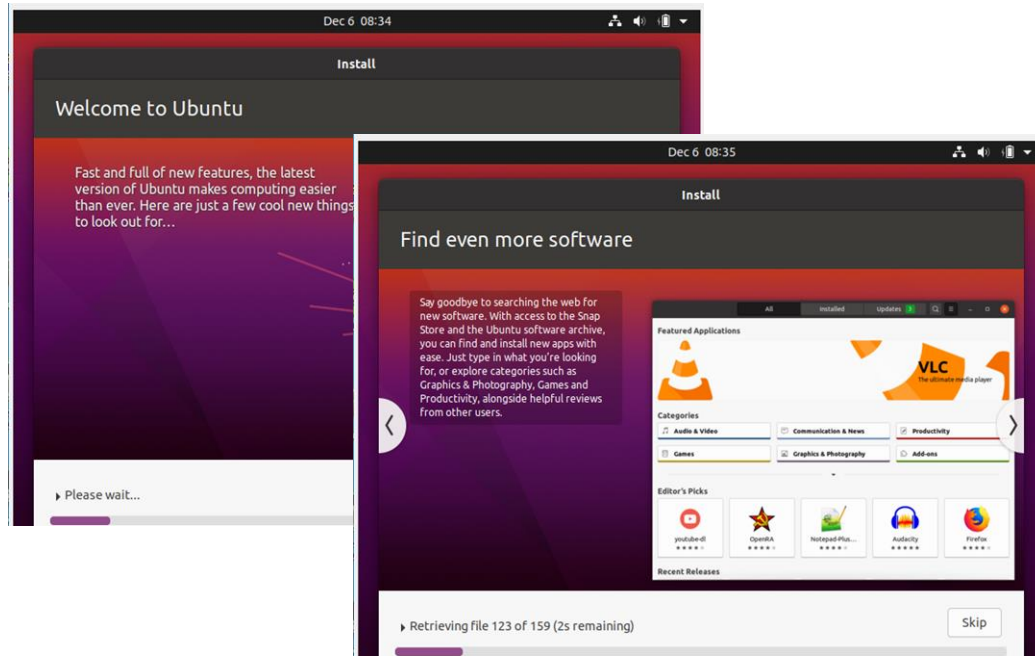 Dec 6 08:34
Install
Welcome to Ubuntu
Fast and full of new features, the latest
version of Ubuntu makes computing easier
than ever. Here are just a few cool new things
to look out for...
Please wait...
Dec 6 08:35
Install
Find even more software
Say goodbye to searching the web for
new software. With access to the Snap
Store and the Ubuntu software archive,
you can find and install new apps with
ease. Just type in what you're looking
for, or explore categories such as
Graphics & Photography, Games and
Productivity, alongside helpful reviews
from other users.
All Installed Updates 3
Featured Applications
VLC
The ultimate media player
Categories
Audio & Video Communication & News Productivity
Games Graphics & Photography Add-ons
Editor's Picks
youtube-dl OpenRA Notepad-Plus... Audacity Firefox
Recent Releases
Retrieving file 123 of 159 (2s remaining)
Skip